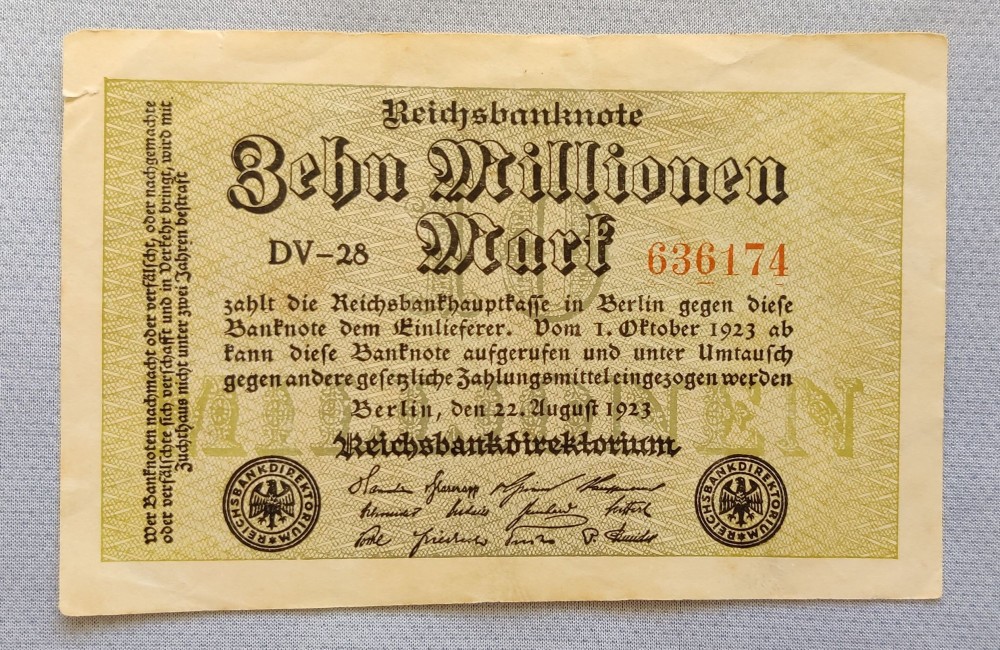 Reichsbanknote
Zehn Millionen
Mark
DV-28
636174
zahlt die Reichsbankhauptkasse in Berlin gegen diese
Banknote dem Einlieferer. Vom 1. Oktober 1923 ab
kann diese Banknote aufgerufen und unter Umtausch
gegen andere gesetzliche Zahlungsmittel eingezogen werden
Berlin, den 22. August 1923
Reichsbankdirektorium
REICHSBANKDIREKTORIUM
REICHSBANKDIREKTORIUM
Wer Banknoten nachmacht oder verfälscht, oder nachgemachte
oder verfälschte sich verschafft und in Verkehr bringt, wird mit
Zuchthaus nicht unter zwei Jahren bestraft
10
MILLIONEN